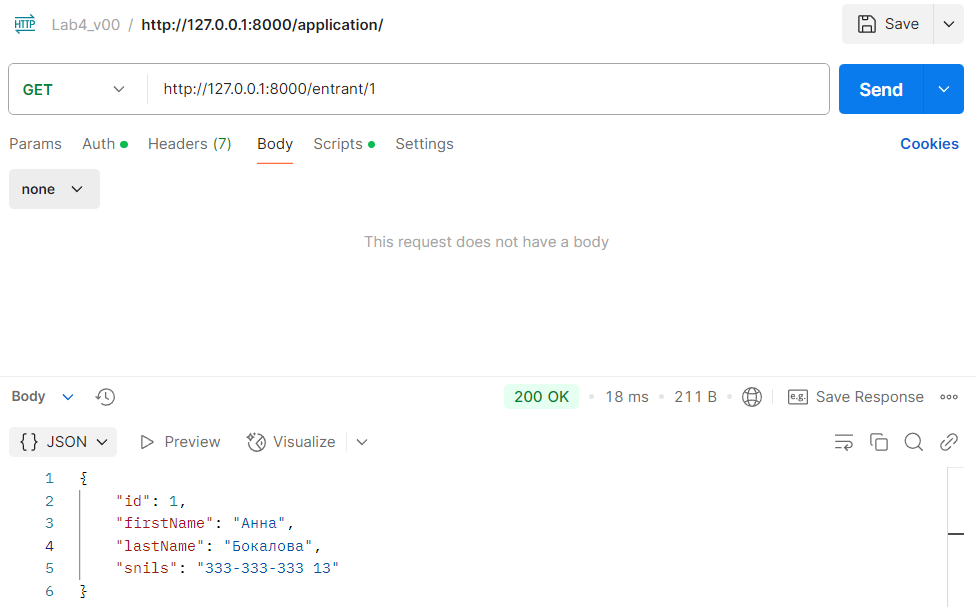 HTTP Lab4_v00 / http://127.0.0.1:8000/application/ Save
GET http://127.0.0.1:8000/entrant/1 Send
Params Auth Headers (7) Body Scripts Settings Cookies
none
This request does not have a body
Body 200 OK 18 ms 211 B e.g. Save Response
{} JSON Preview Visualize
1 {
2 "id": 1,
3 "firstName": "Анна",
4 "lastName": "Бокалова",
5 "snils": "333-333-333 13"
6 }